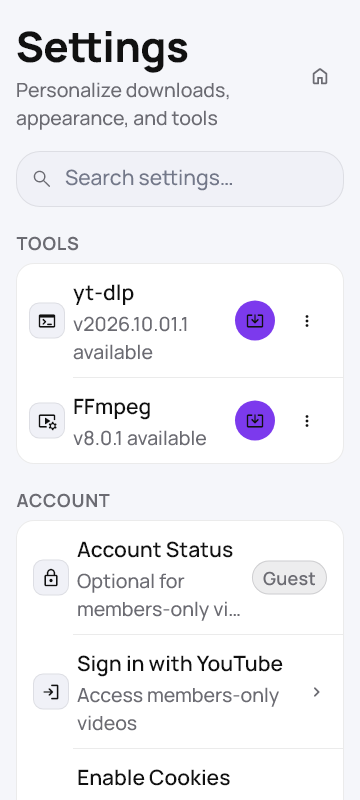 Settings
Personalize downloads,
appearance, and tools
Search settings…
TOOLS
yt-dlp
v2026.10.01.1
available
FFmpeg
v8.0.1 available
ACCOUNT
Account Status
Optional for
members-only vi…
Guest
Sign in with YouTube
Access members-only
videos
Enable Cookies